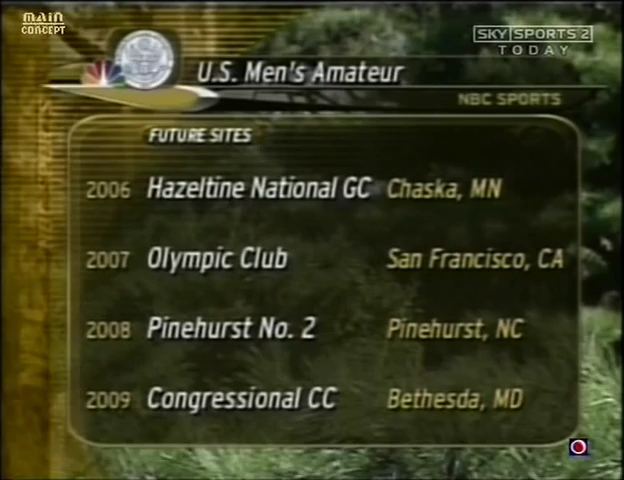 MAIN
CONCEPT
SKY SPORTS 2
TODAY
U.S. Men's Amateur
NBC SPORTS
FUTURE SITES
2006 Hazeltine National GC Chaska, MN
2007 Olympic Club San Francisco, CA
2008 Pinehurst No. 2 Pinehurst, NC
2009 Congressional CC Bethesda, MD